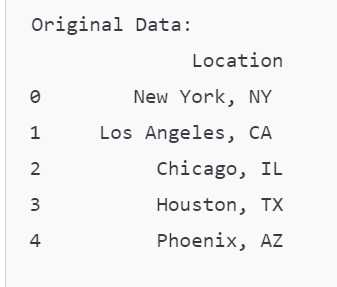 Original Data:
Location
0 New York, NY
1 Los Angeles, CA
2 Chicago, IL
3 Houston, TX
4 Phoenix, AZ